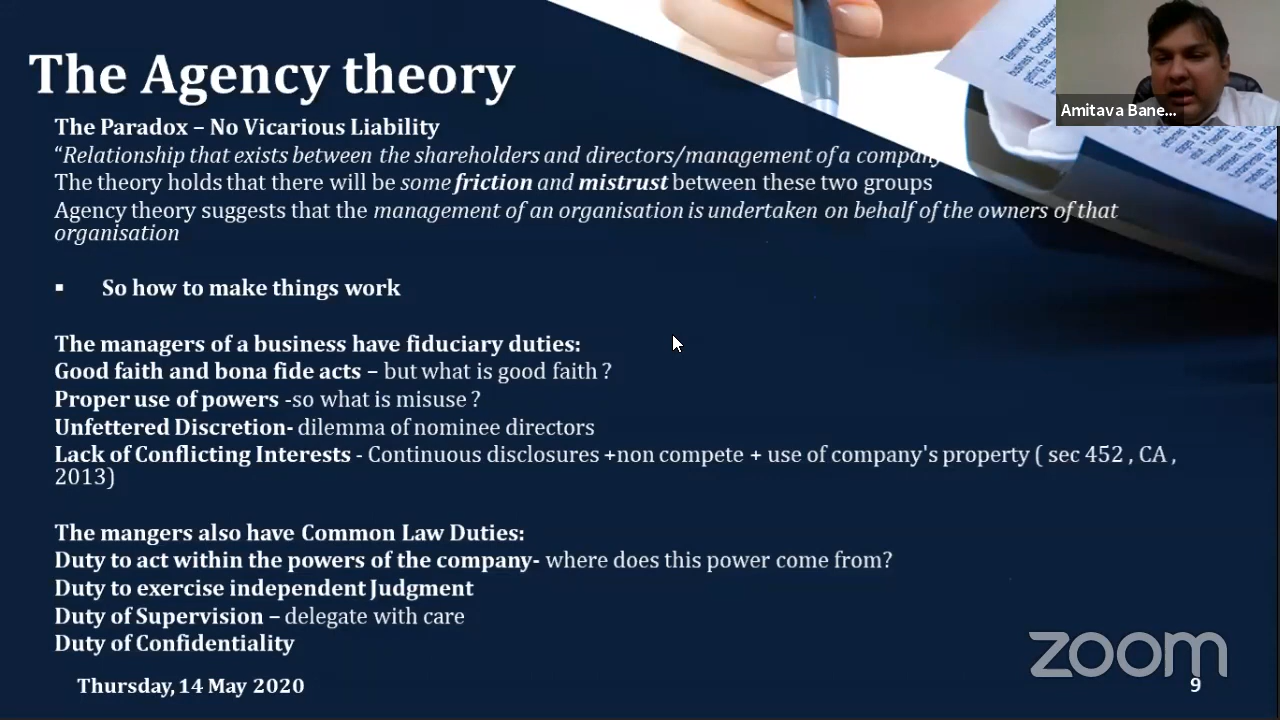 The Agency theory
The Paradox – No Vicarious Liability
“Relationship that exists between the shareholders and directors/management of a company
The theory holds that there will be some friction and mistrust between these two groups
Agency theory suggests that the management of an organisation is undertaken on behalf of the owners of that
organisation
▪ So how to make things work
The managers of a business have fiduciary duties:
Good faith and bona fide acts – but what is good faith ?
Proper use of powers -so what is misuse ?
Unfettered Discretion- dilemma of nominee directors
Lack of Conflicting Interests - Continuous disclosures +non compete + use of company's property ( sec 452 , CA ,
2013)
The mangers also have Common Law Duties:
Duty to act within the powers of the company- where does this power come from?
Duty to exercise independent Judgment
Duty of Supervision – delegate with care
Duty of Confidentiality
Thursday, 14 May 2020
9
zoom
Amitava Bane...
Teamwork and